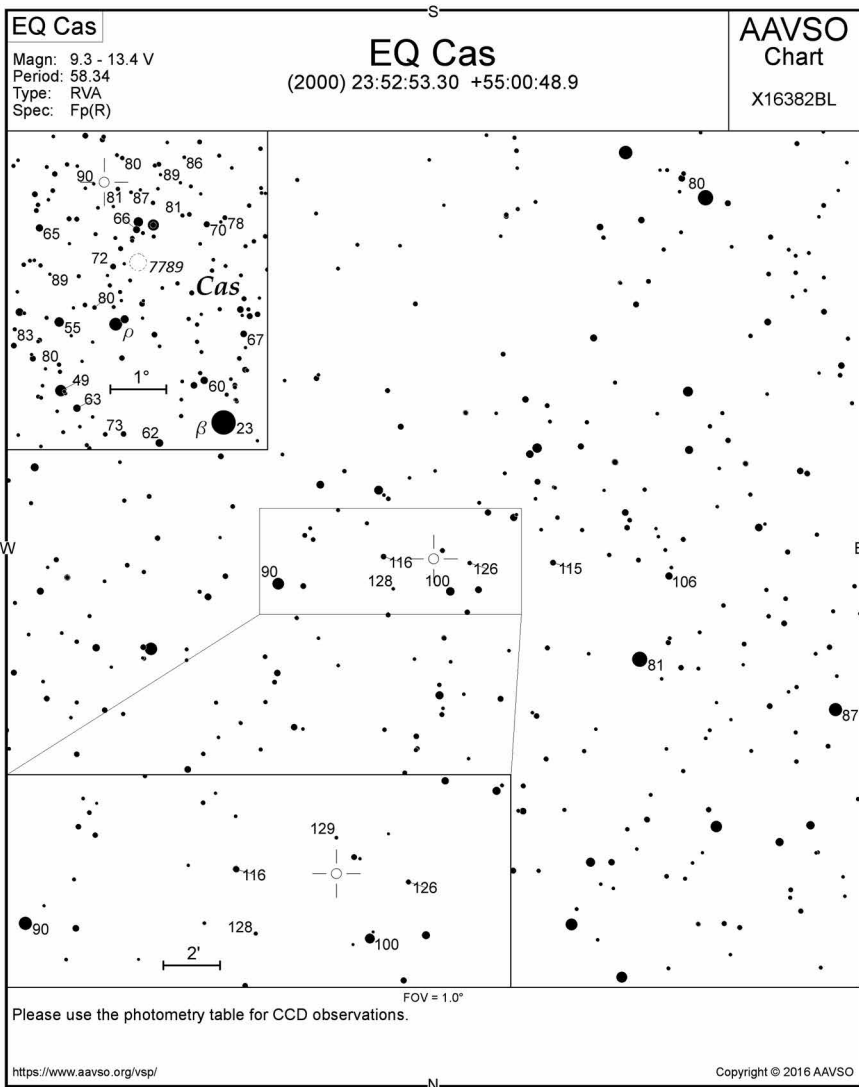 S
EQ Cas
Magn: 9.3 - 13.4 V
Period: 58.34
Type: RVA
Spec: Fp(R)
EQ Cas
(2000) 23:52:53.30 +55:00:48.9
AAVSO
Chart
X16382BL
80
86
90
89
81
87
81
66
70
78
65
72
7789
89
Cas
80
55
ρ
83
67
80
49
1°
60
63
β
23
73
62
80
W
E
116
126
115
90
128
100
106
81
87
129
116
126
90
128
100
2'
FOV = 1.0°
Please use the photometry table for CCD observations.
https://www.aavso.org/vsp/
N
Copyright © 2016 AAVSO